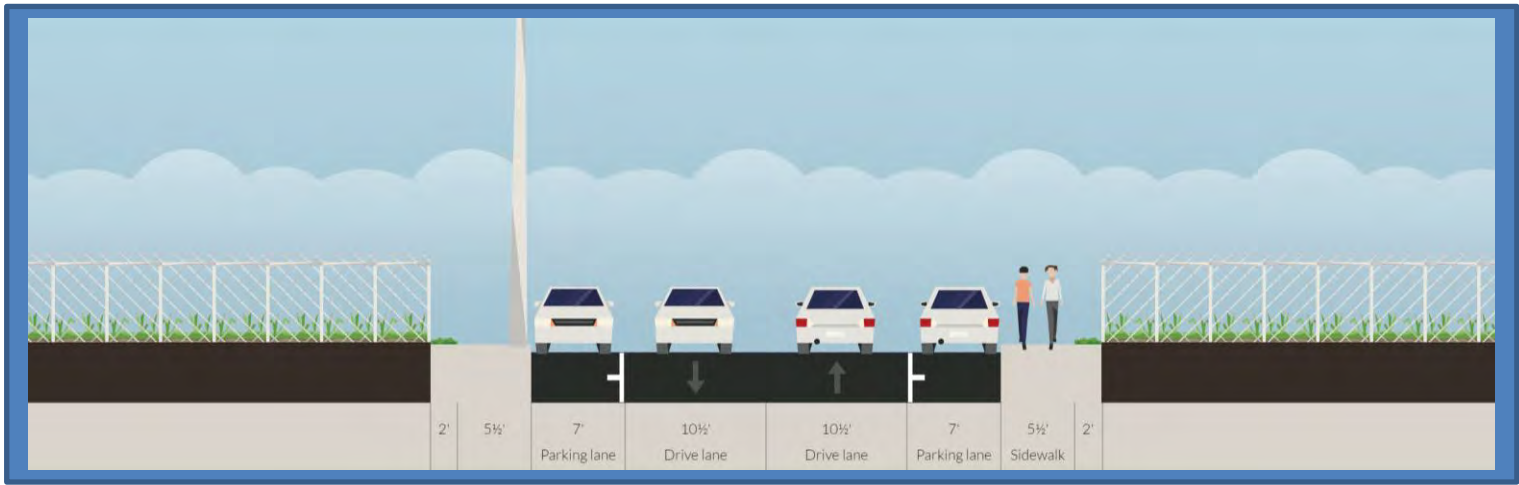 2' 5½' 7' 10½' 10½' 7' 5½' 2'
Parking lane Drive lane Drive lane Parking lane Sidewalk